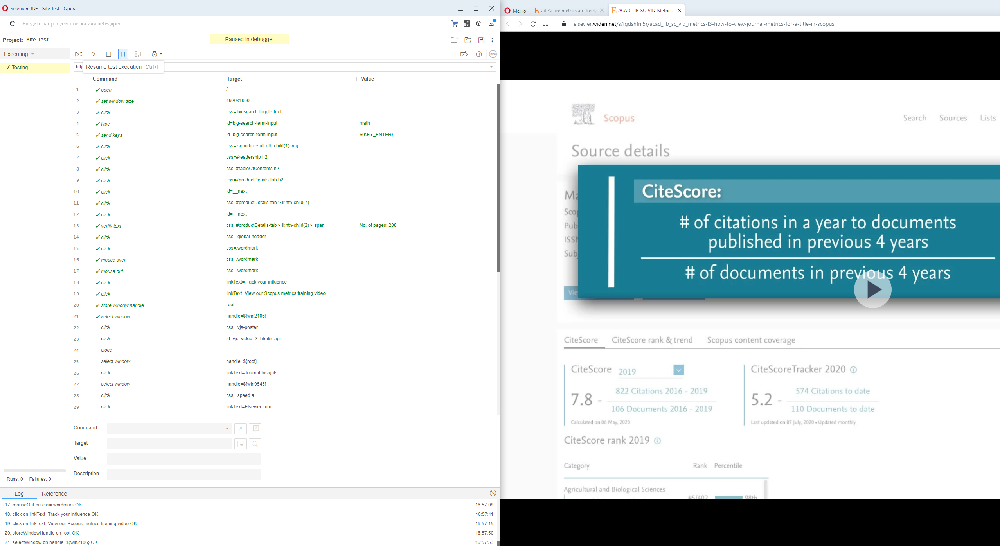 Selenium IDE - Site Test - Opera
Введите запрос для поиска или веб-адрес
Se
Project: Site Test
Paused in debugger
Executing
REC
✓ Testing
http
Resume test execution Ctrl+P
Command Target Value
1 ✓ open /
2 ✓ set window size 1920x1050
3 ✓ click css=.bigsearch-toggle-text
4 ✓ type id=big-search-term-input math
5 ✓ send keys id=big-search-term-input ${KEY_ENTER}
6 ✓ click css=.search-result:nth-child(1) img
7 ✓ click css=#readership h2
8 ✓ click css=#tableOfContents h2
9 ✓ click css=#productDetails-tab h2
10 ✓ click id=__next
11 ✓ click css=#productDetails-tab > li:nth-child(7)
12 ✓ click id=__next
13 ✓ verify text css=#productDetails-tab > li:nth-child(2) > span No. of pages: 208
14 ✓ click css=.global-header
15 ✓ click css=.wordmark
16 ✓ mouse over css=.wordmark
17 ✓ mouse out css=.wordmark
18 ✓ click linkText=Track your influence
19 ✓ click linkText=View our Scopus metrics training video
20 ✓ store window handle root
21 ✓ select window handle=${win2106}
22 click css=.vjs-poster
23 click id=vjs_video_3_html5_api
24 close
25 select window handle=${root}
26 click linkText=Journal Insights
27 select window handle=${win9545}
28 click css=.speed a
29 click linkText=Elsevier.com
Command //
Target
Value
Description
Runs: 0 Failures: 0
Log Reference
17. mouseOut on css=.wordmark OK 16:57:08
18. click on linkText=Track your influence OK 16:57:11
19. click on linkText=View our Scopus metrics training video OK 16:57:15
20. storeWindowHandle on root OK 16:57:50
21. selectWindow on handle=${win2106} OK 16:57:53
Меню
CiteScore metrics are freely
ACAD_LIB_SC_VID_Metrics
elsevier.widen.net/s/fgdshfnl5r/acad_lib_sc_vid_metrics-l3-how-to-view-journal-metrics-for-a-title-in-scopus
Scopus
Search Sources Lists
Source details
CiteScore:
# of citations in a year to documents
published in previous 4 years
# of documents in previous 4 years
Ma
Scop
Pub
ISSN
Subj
Vie
CiteScore CiteScore rank & trend Scopus content coverage
CiteScore 2019
7.8 = 822 Citations 2016 - 2019
106 Documents 2016 - 2019
Calculated on 06 May, 2020
CiteScoreTracker 2020
5.2 = 574 Citations to date
110 Documents to date
Last updated on 07 July, 2020 • Updated monthly
CiteScore rank 2019
Category Rank Percentile
Agricultural and Biological Sciences
#5/402 98th